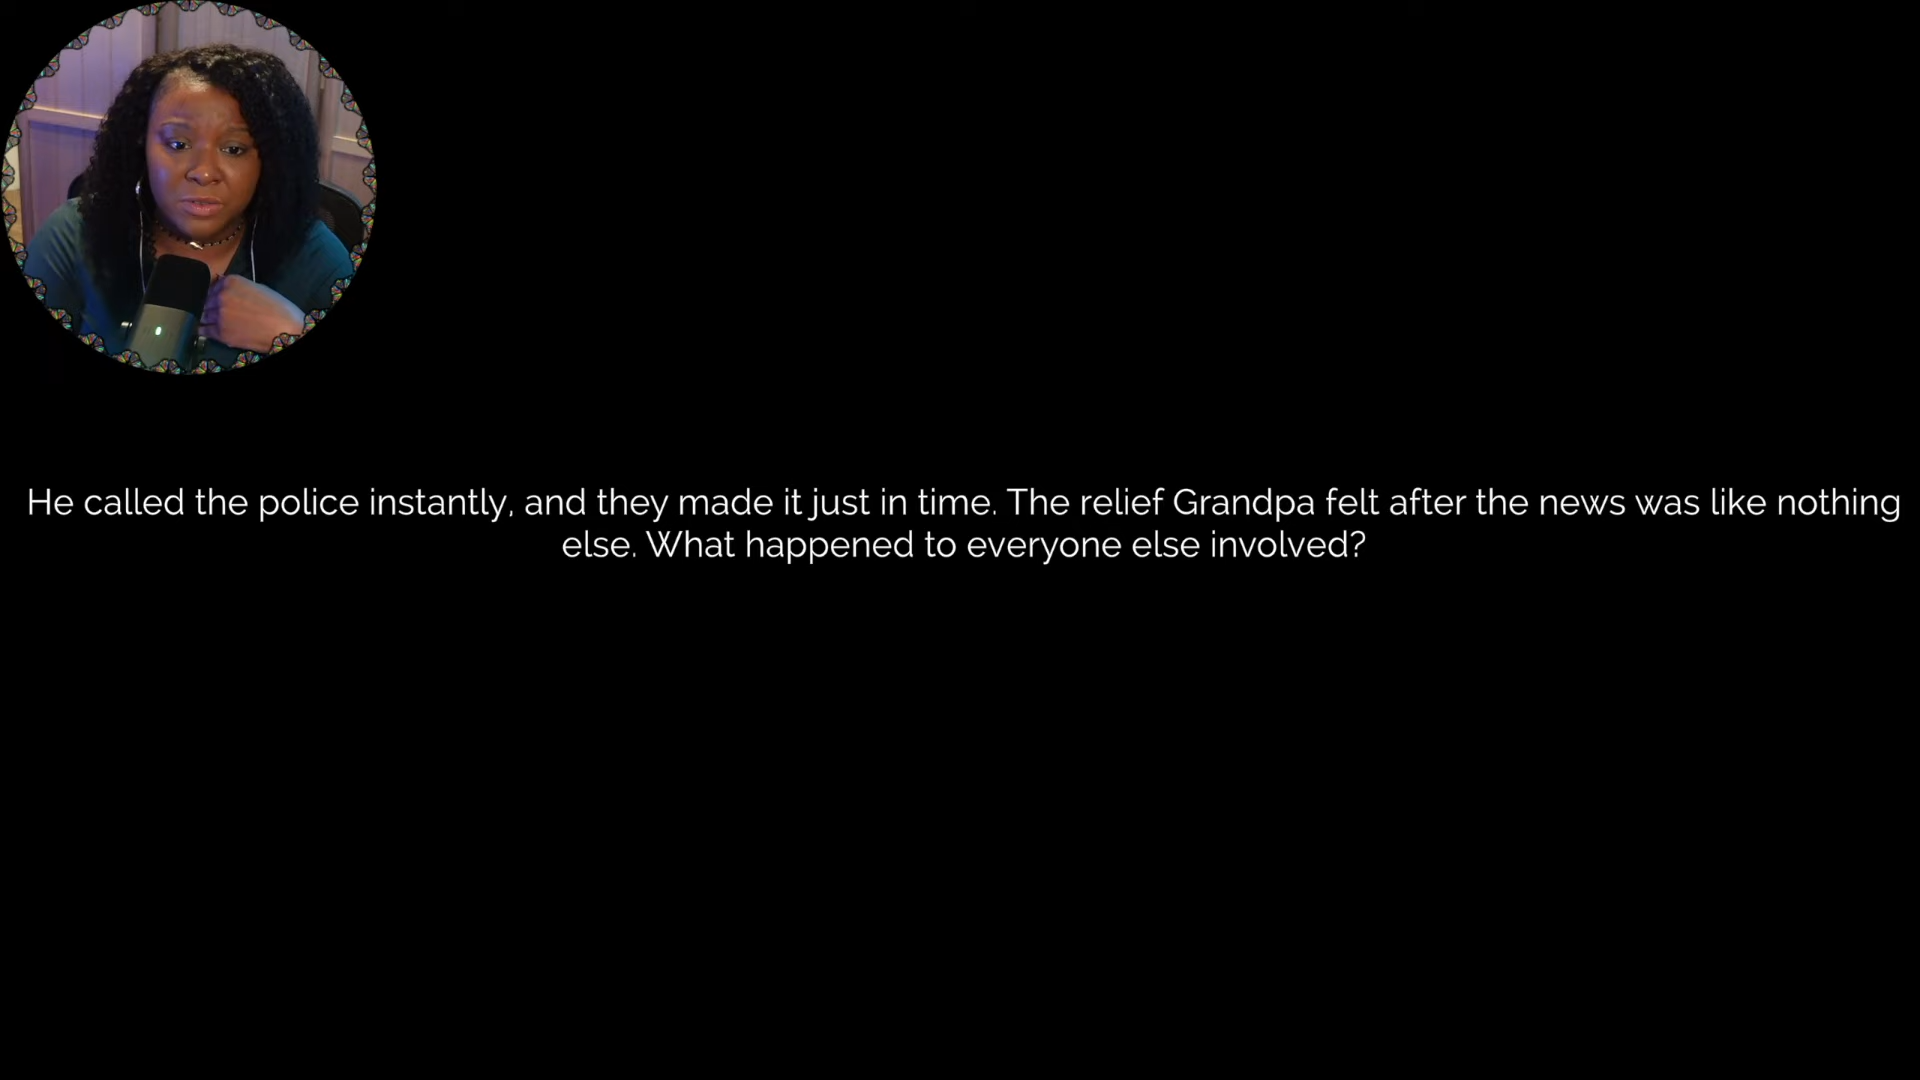 He called the police instantly, and they made it just in time. The relief Grandpa felt after the news was like nothing
else. What happened to everyone else involved?